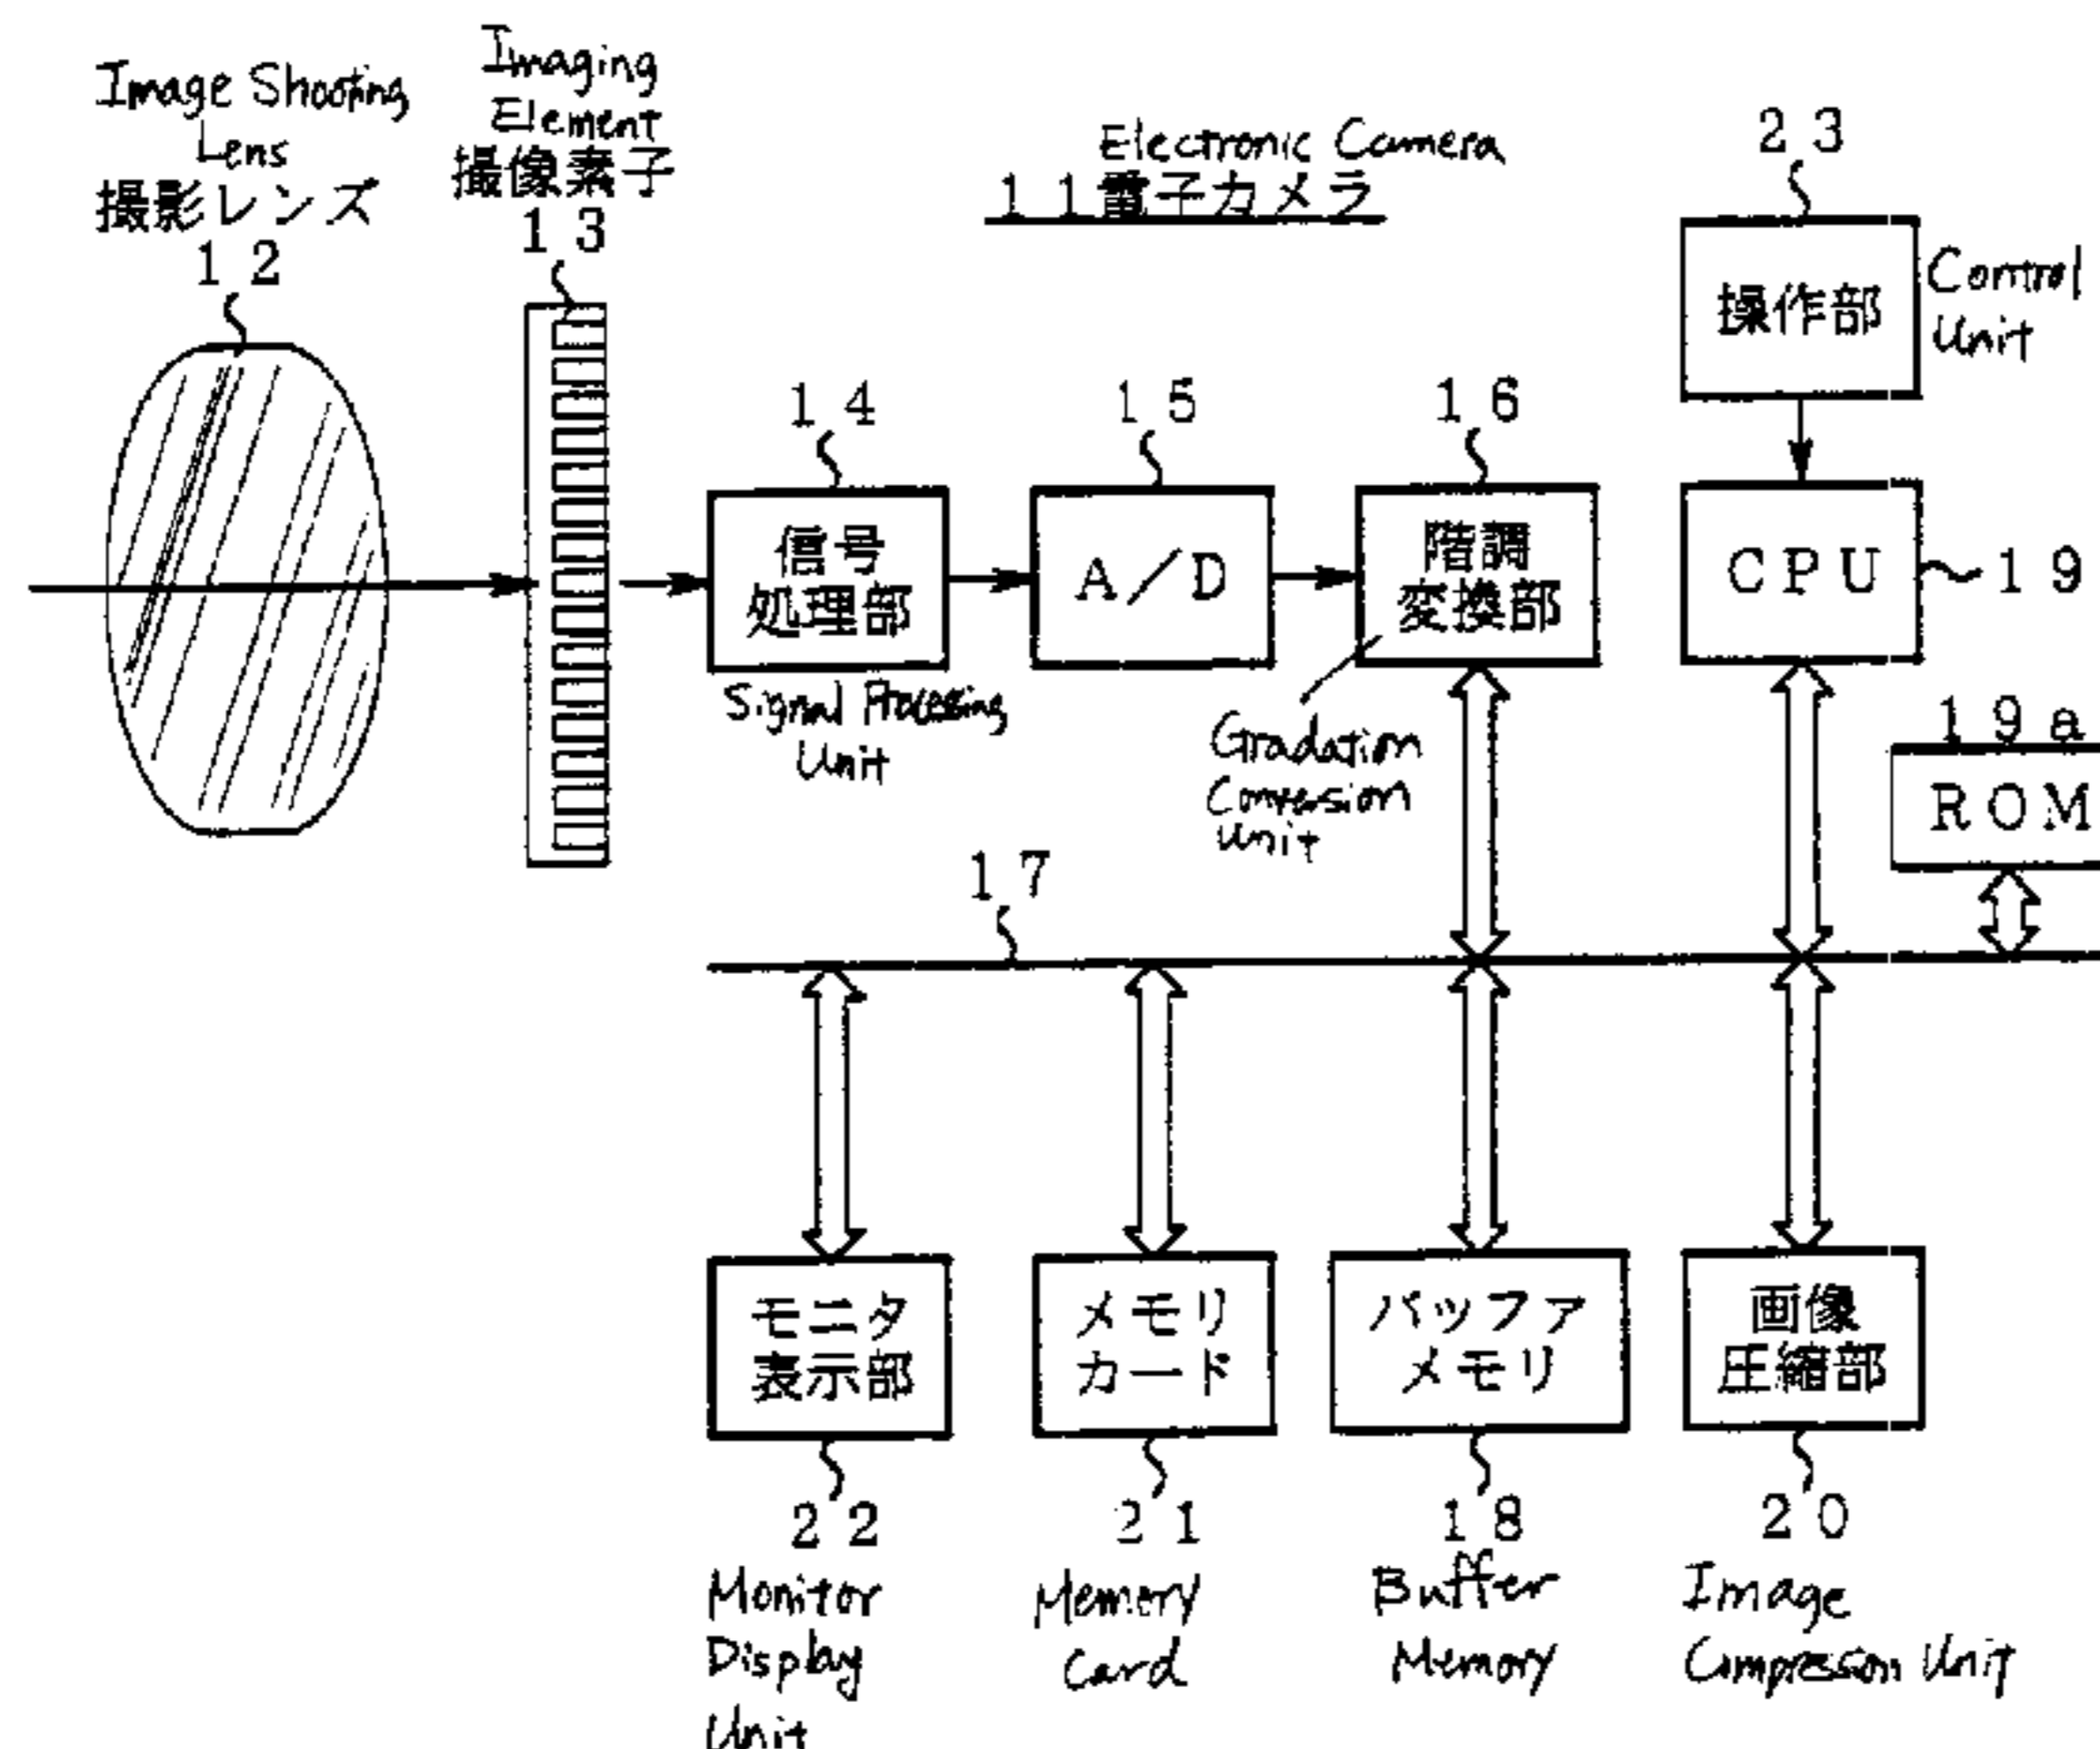 Image Shooting
Lens
撮影レンズ
12
Imaging
Element
撮像素子
13
Electronic Camera
11電子カメラ
23
操作部
Control
Unit
14
信号
処理部
Signal Processing
Unit
15
A/D
16
階調
変換部
Gradation
Conversion
Unit
CPU
19
19a
ROM
17
モニタ
表示部
22
Monitor
Display
Unit
メモリ
カード
21
Memory
Card
バッファ
メモリ
18
Buffer
Memory
画像
圧縮部
20
Image
Compression Unit